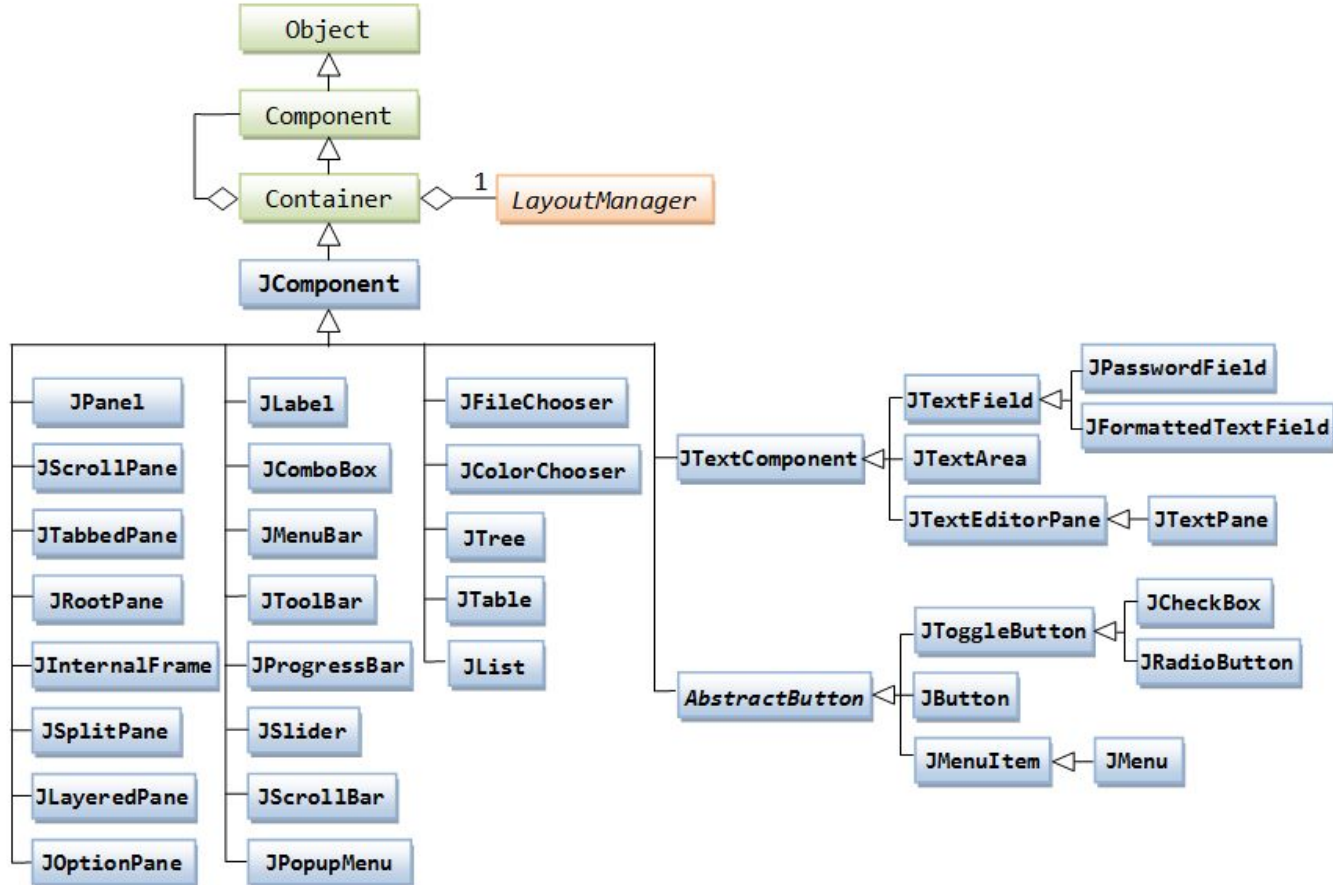 Object
Component
Container
1
LayoutManager
JComponent
JPanel
JScrollPane
JTabbedPane
JRootPane
JInternalFrame
JSplitPane
JLayeredPane
JOptionPane
JLabel
JComboBox
JMenuBar
JToolBar
JProgressBar
JSlider
JScrollBar
JPopupMenu
JFileChooser
JColorChooser
JTree
JTable
JList
JTextComponent
JTextField
JPasswordField
JFormattedTextField
JTextArea
JTextEditorPane
JTextPane
AbstractButton
JToggleButton
JCheckBox
JRadioButton
JButton
JMenuItem
JMenu